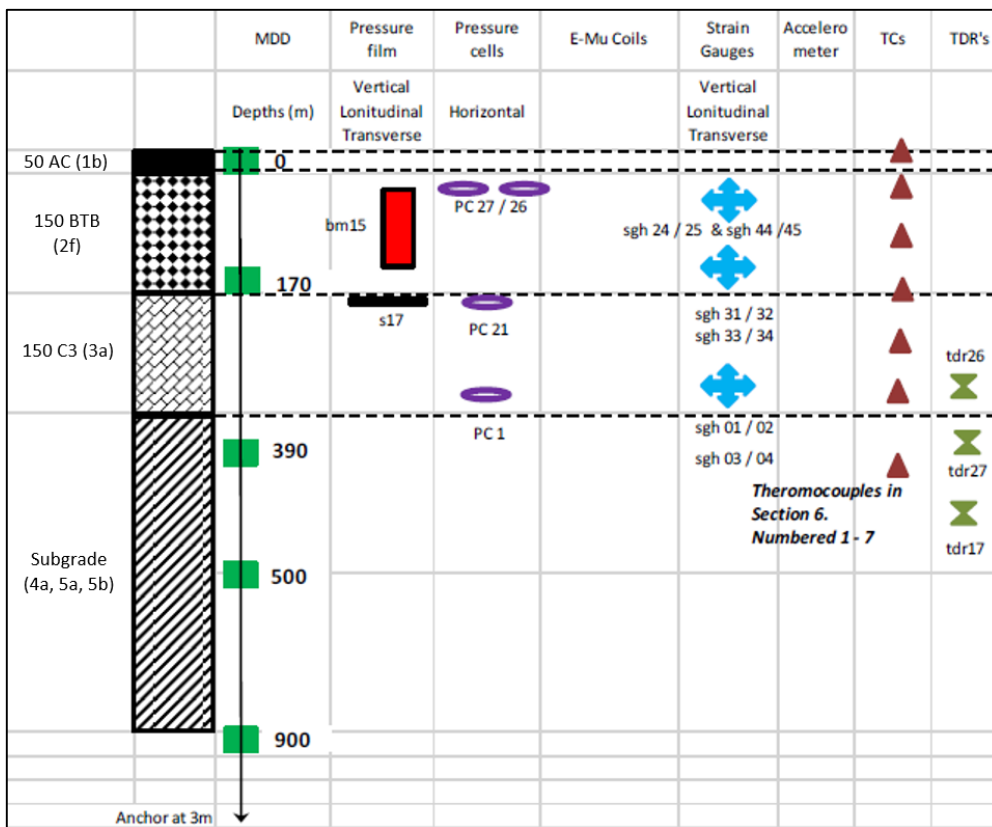 MDD
Pressure
film
Pressure
cells
E-Mu Coils
Strain
Gauges
Accelero
meter
TCs
TDR's
Depths (m)
Vertical
Lonitudinal
Transverse
Horizontal
Vertical
Lonitudinal
Transverse
50 AC (1b)
0
150 BTB
(2f)
bm15
PC 27 / 26
sgh 24 / 25 & sgh 44 /45
170
150 C3 (3a)
s17
PC 21
sgh 31 / 32
sgh 33 / 34
tdr26
PC 1
sgh 01 / 02
390
sgh 03 / 04
tdr27
Theromocouples in
Section 6.
Numbered 1 - 7
tdr17
Subgrade
(4a, 5a, 5b)
500
900
Anchor at 3m